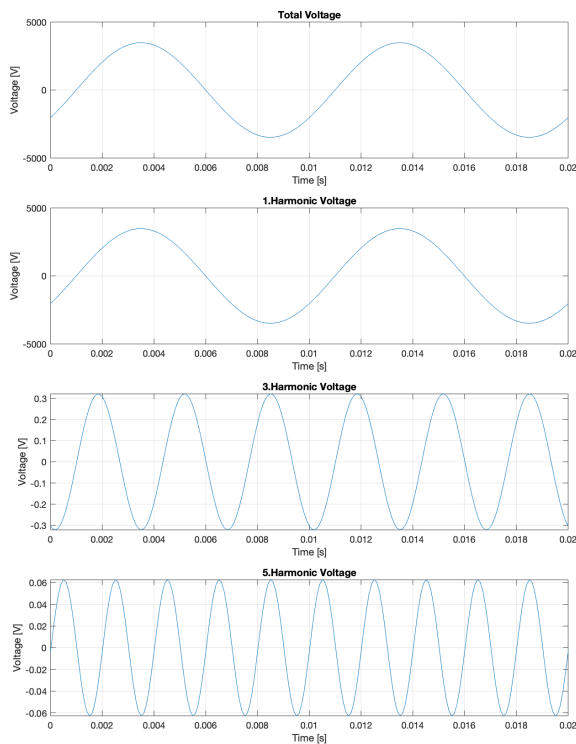 Total Voltage
5000
0
-5000
Voltage [V]
0 0.002 0.004 0.006 0.008 0.01 0.012 0.014 0.016 0.018 0.02
Time [s]
1.Harmonic Voltage
5000
0
-5000
Voltage [V]
0 0.002 0.004 0.006 0.008 0.01 0.012 0.014 0.016 0.018 0.02
Time [s]
3.Harmonic Voltage
0.3
0.2
0.1
0
-0.1
-0.2
-0.3
Voltage [V]
0 0.002 0.004 0.006 0.008 0.01 0.012 0.014 0.016 0.018 0.02
Time [s]
5.Harmonic Voltage
0.06
0.04
0.02
0
-0.02
-0.04
-0.06
Voltage [V]
0 0.002 0.004 0.006 0.008 0.01 0.012 0.014 0.016 0.018 0.02
Time [s]